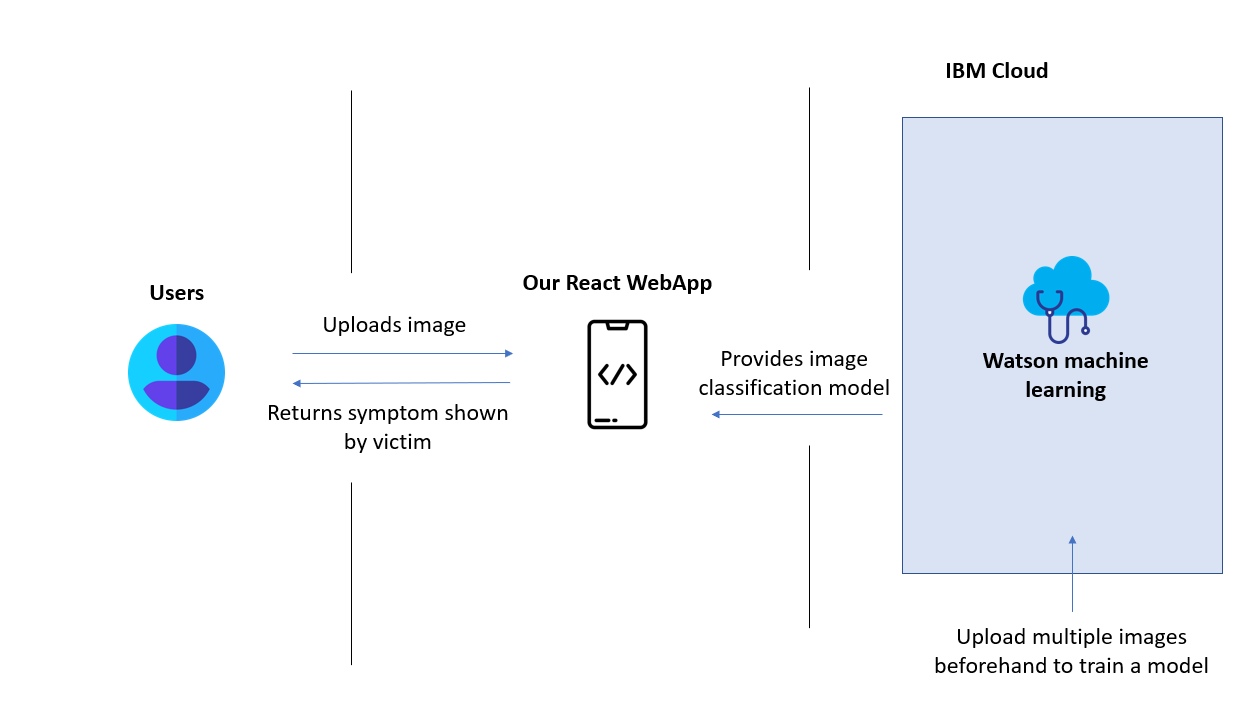 IBM Cloud
Users
Uploads image
Returns symptom shown
by victim
Our React WebApp
</>
Provides image
classification model
Watson machine
learning
Upload multiple images
beforehand to train a model